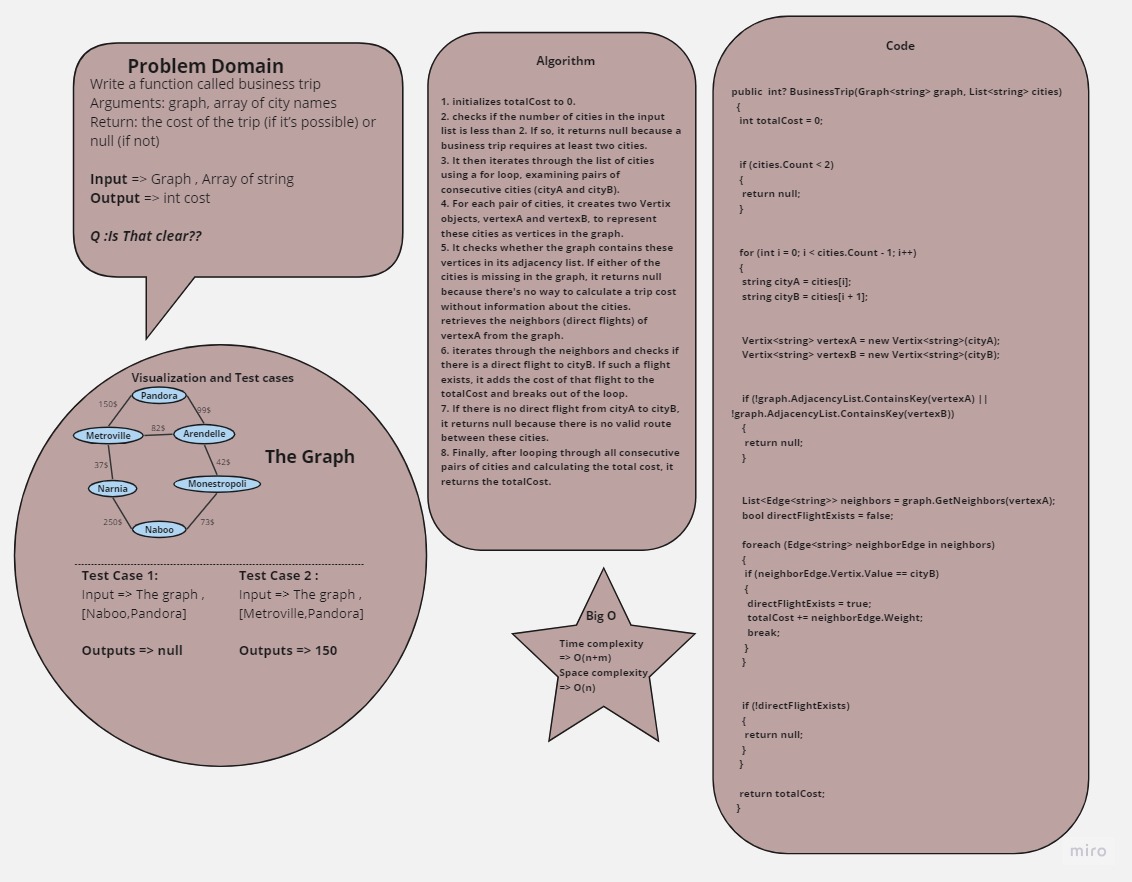 Problem Domain
Write a function called business trip
Arguments: graph, array of city names
Return: the cost of the trip (if it's possible) or
null (if not)
Input => Graph , Array of string
Output => int cost
Q :Is That clear??
Visualization and Test cases
Pandora
150$
99$
82$
Metroville
Arendelle
The Graph
37$
42$
Narnia
Monestropoli
250$
73$
Naboo
Test Case 1:
Input => The graph ,
[Naboo,Pandora]
Outputs => null
Test Case 2 :
Input => The graph ,
[Metroville,Pandora]
Outputs => 150
Algorithm
1. initializes totalCost to 0.
2. checks if the number of cities in the input
list is less than 2. If so, it returns null because a
business trip requires at least two cities.
3. It then iterates through the list of cities
using a for loop, examining pairs of
consecutive cities (cityA and cityB).
4. For each pair of cities, it creates two Vertix
objects, vertexA and vertexB, to represent
these cities as vertices in the graph.
5. It checks whether the graph contains these
vertices in its adjacency list. If either of the
cities is missing in the graph, it returns null
because there's no way to calculate a trip cost
without information about the cities.
retrieves the neighbors (direct flights) of
vertexA from the graph.
6. iterates through the neighbors and checks if
there is a direct flight to cityB. If such a flight
exists, it adds the cost of that flight to the
totalCost and breaks out of the loop.
7. If there is no direct flight from cityA to cityB,
it returns null because there is no valid route
between these cities.
8. Finally, after looping through all consecutive
pairs of cities and calculating the total cost, it
returns the totalCost.
Big O
Time complexity
=> O(n+m)
Space complexity
=> O(n)
Code
public int? BusinessTrip(Graph<string> graph, List<string> cities)
{
int totalCost = 0;
if (cities.Count < 2)
{
return null;
}
for (int i = 0; i < cities.Count - 1; i++)
{
string cityA = cities[i];
string cityB = cities[i + 1];
Vertix<string> vertexA = new Vertix<string>(cityA);
Vertix<string> vertexB = new Vertix<string>(cityB);
if (!graph.AdjacencyList.ContainsKey(vertexA) ||
!graph.AdjacencyList.ContainsKey(vertexB))
{
return null;
}
List<Edge<string>> neighbors = graph.GetNeighbors(vertexA);
bool directFlightExists = false;
foreach (Edge<string> neighborEdge in neighbors)
{
if (neighborEdge.Vertix.Value == cityB)
{
directFlightExists = true;
totalCost += neighborEdge.Weight;
break;
}
}
if (!directFlightExists)
{
return null;
}
}
return totalCost;
}
miro